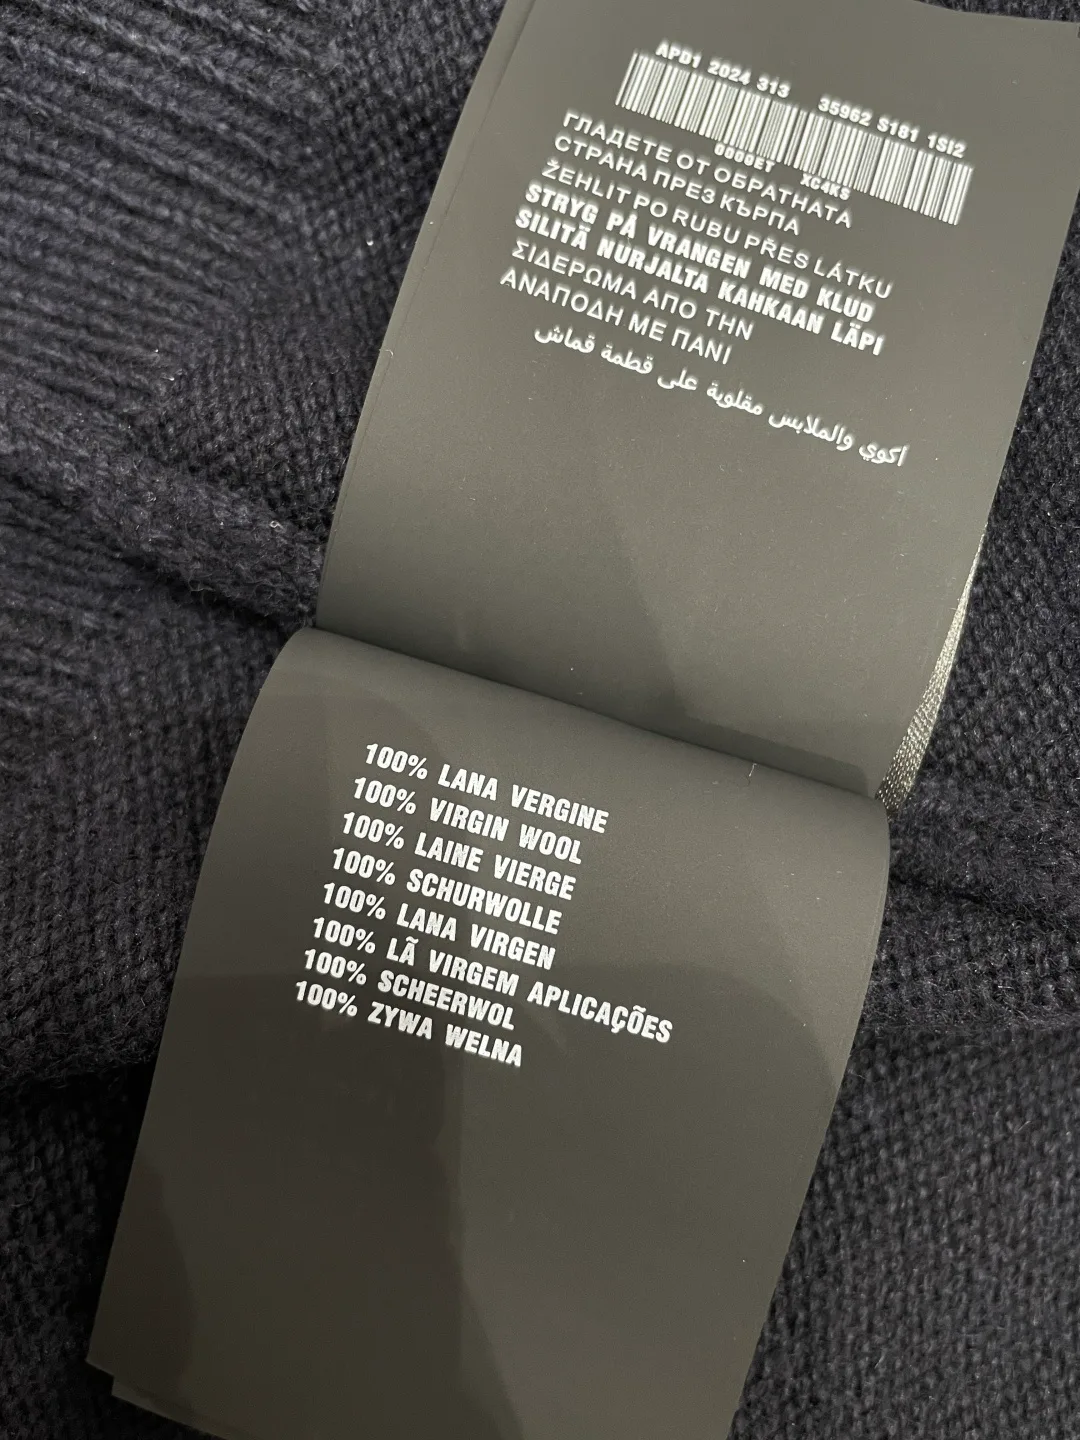 APD1 2024 313 35962 S181 1SI2
0000ET XC4KS
ГЛАДЕТЕ ОТ ОБРАТНАТА
СТРАНА ПРЕЗ КЪРПА
ŽEHLIT PO RUBU PŘES LÁTKU
STRYG PÅ VRANGEN MED KLUD
SILITÄ NURJALTA KAHKAAN LÄPI
ΣΙΔΕΡΩΜΑ ΑΠΟ ΤΗΝ
ΑΝΑΠΟΔΗ ΜΕ ΠΑΝΙ
اكوي والملابس مقلوبة على قطمة قماش
100% LANA VERGINE
100% VIRGIN WOOL
100% LAINE VIERGE
100% SCHURWOLLE
100% LANA VIRGEN
100% LÃ VIRGEM APLICAÇÕES
100% SCHEERWOL
100% ZYWA WELNA